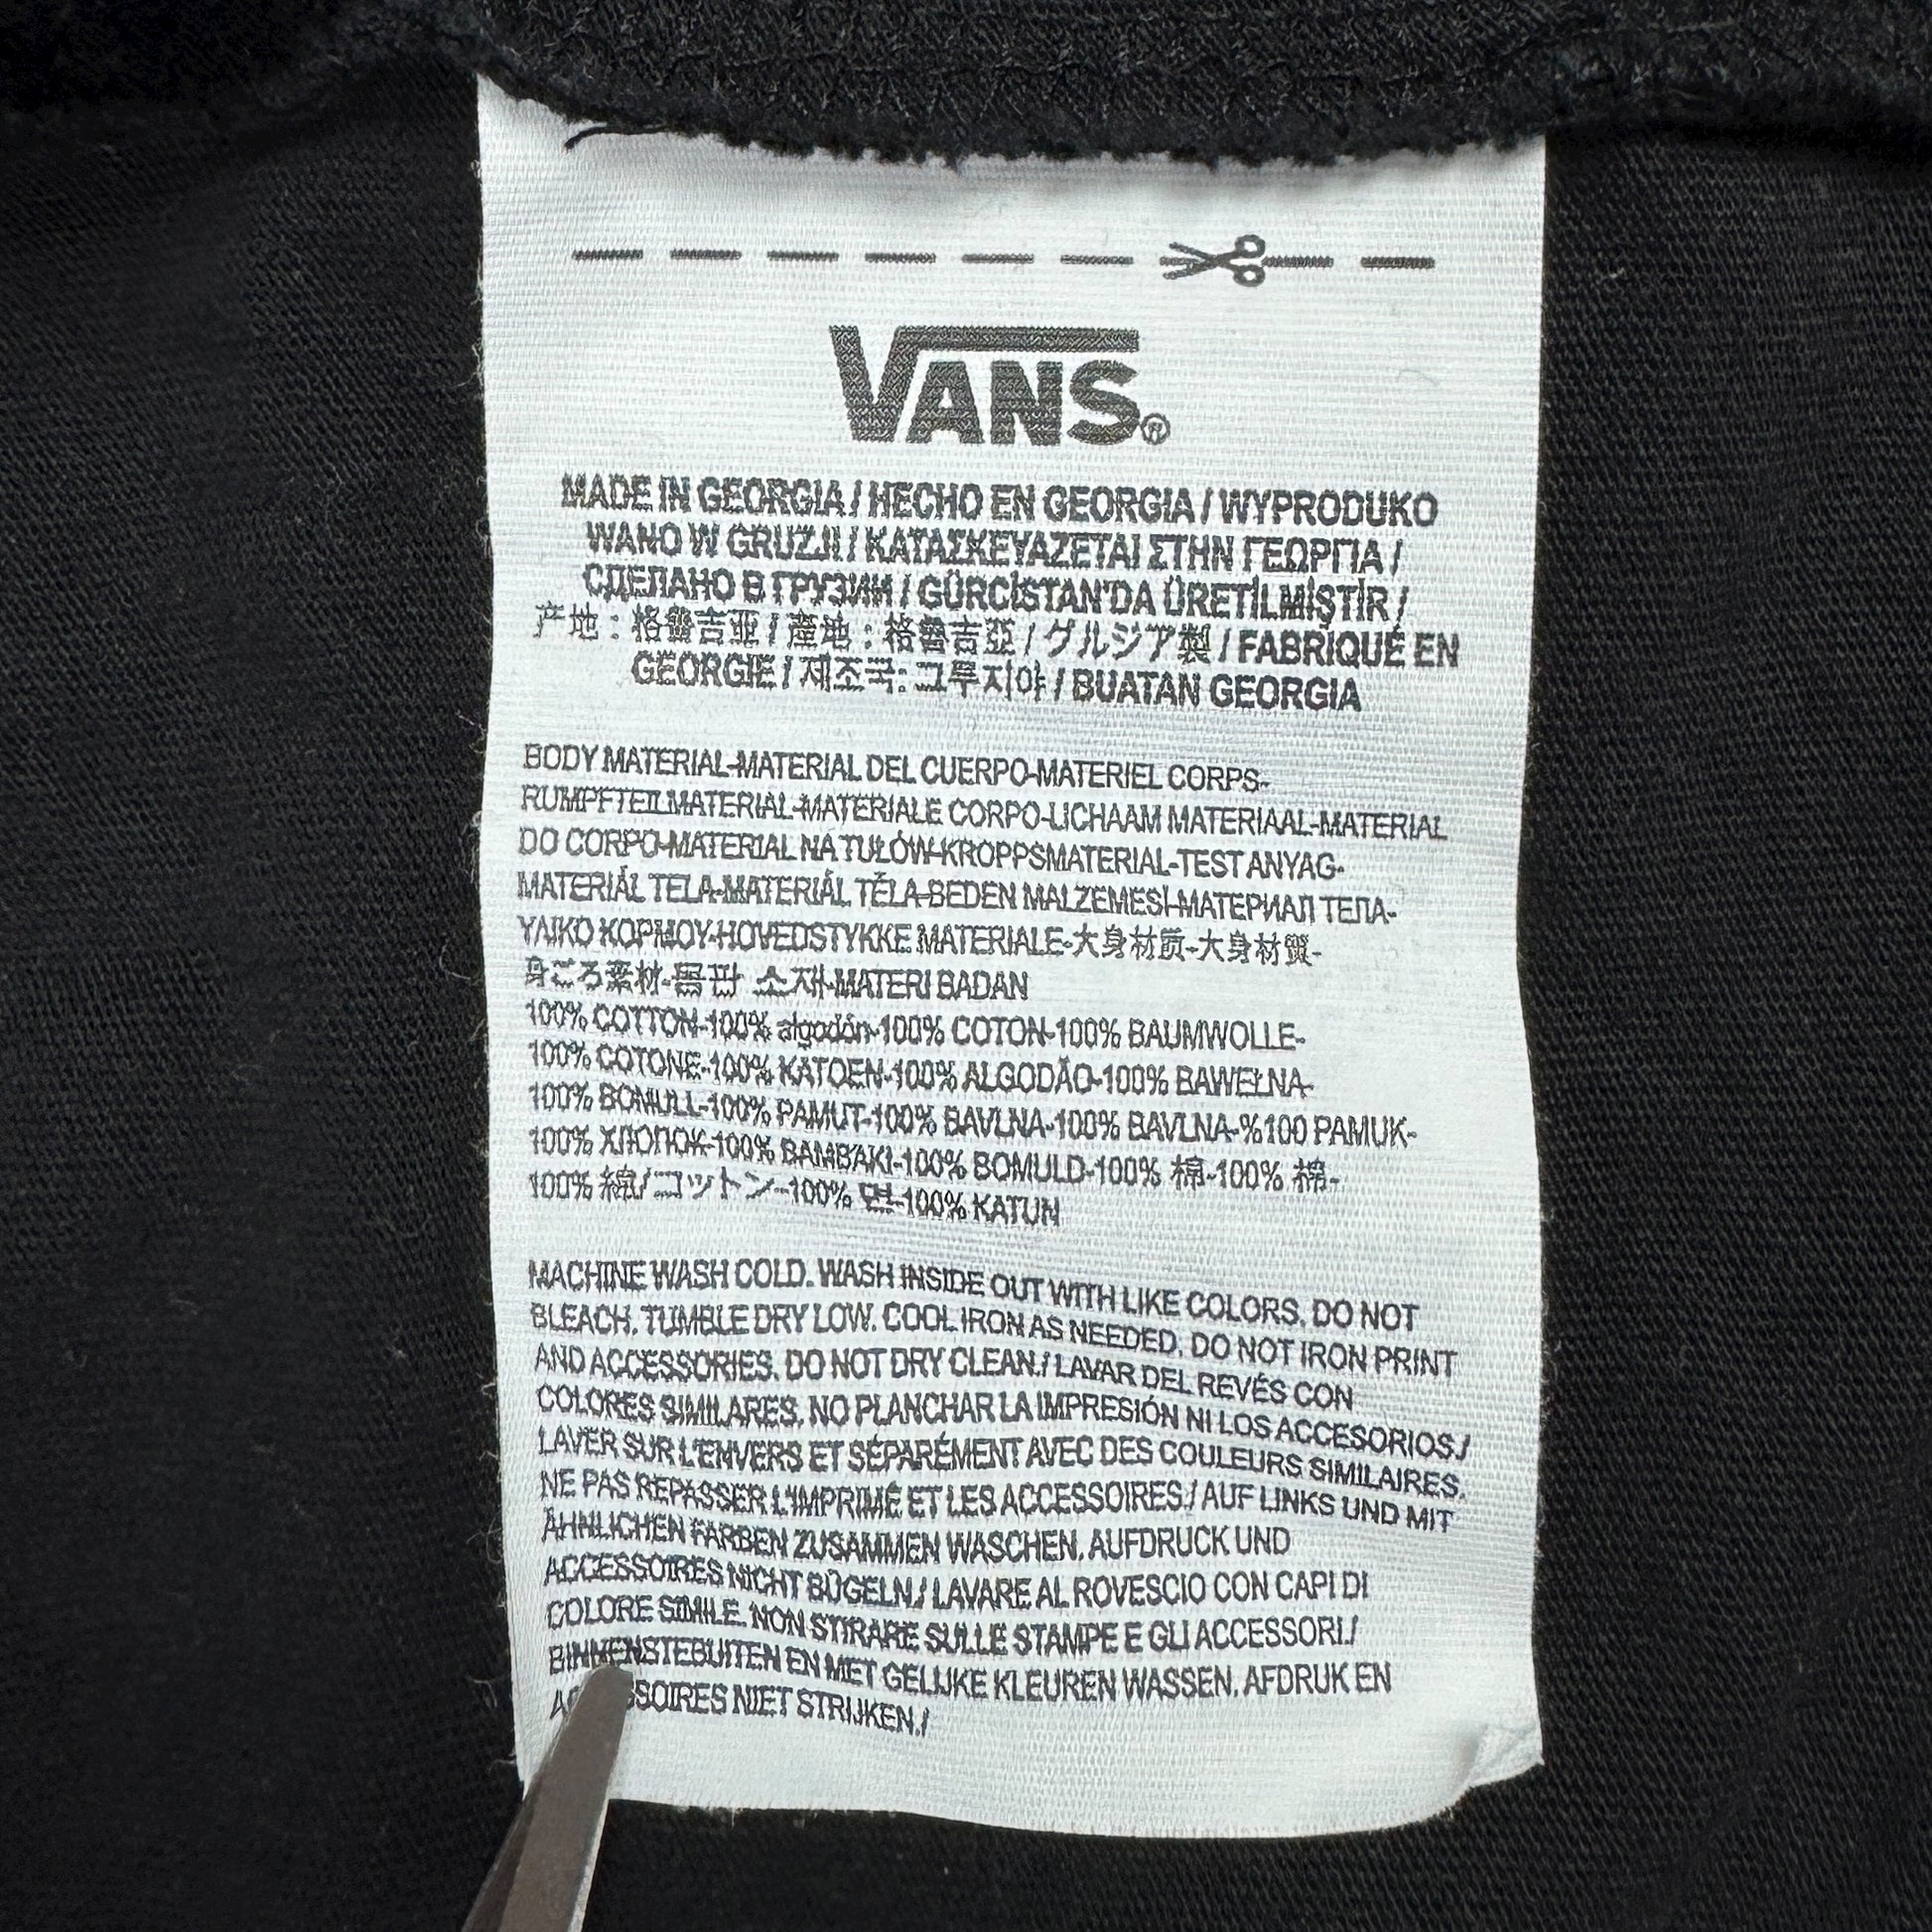 VANS®
MADE IN GEORGIA / HECHO EN GEORGIA / WYPRODUKO
WANO W GRUZJI / ΚΑΤΑΣΚΕΥΑΖΕΤΑΙ ΣΤΗΝ ΓΕΩΡΓΙΑ /
СДЕЛАНО В ГРУЗИИ / GÜRCİSTAN'DA ÜRETİLMİŞTİR /
产地 : 格鲁吉亚 / 產地 : 格魯吉亞 / グルジア製 / FABRIQUÉ EN
GEORGIE / 제조국: 그루지야 / BUATAN GEORGIA
BODY MATERIAL-MATERIAL DEL CUERPO-MATERIEL CORPS-
RUMPFTEILMATERIAL-MATERIALE CORPO-LICHAAM MATERIAAL-MATERIAL
DO CORPO-MATERIAL NA TUŁÓW-KROPPSMATERIAL-TEST ANYAG-
MATERIÁL TELA-MATERIÁL TĚLA-BEDEN MALZEMESİ-МАТЕРИАЛ ТЕЛА-
YΛIKO KOPMOY-HOVEDSTYKKE MATERIALE-大身材质-大身材質-
身ごろ素材-몸판 소재-MATERI BADAN
100% COTTON-100% algodón-100% COTON-100% BAUMWOLLE-
100% COTONE-100% KATOEN-100% ALGODÃO-100% BAWEŁNA-
100% BOMULL-100% PAMUT-100% BAVLNA-100% BAVLNA-%100 PAMUK-
100% ХЛОПОК-100% BAMBAKI-100% BOMULD-100% 棉-100% 棉-
100% 綿/コットン-100% 면-100% KATUN
MACHINE WASH COLD. WASH INSIDE OUT WITH LIKE COLORS. DO NOT
BLEACH. TUMBLE DRY LOW. COOL IRON AS NEEDED. DO NOT IRON PRINT
AND ACCESSORIES. DO NOT DRY CLEAN./ LAVAR DEL REVÉS CON
COLORES SIMILARES. NO PLANCHAR LA IMPRESIÓN NI LOS ACCESORIOS./
LAVER SUR L'ENVERS ET SÉPARÉMENT AVEC DES COULEURS SIMILAIRES.
NE PAS REPASSER L'IMPRIMÉ ET LES ACCESSOIRES./ AUF LINKS UND MIT
ÄHNLICHEN FARBEN ZUSAMMEN WASCHEN. AUFDRUCK UND
ACCESSOIRES NICHT BÜGELN./ LAVARE AL ROVESCIO CON CAPI DI
COLORE SIMILE. NON STIRARE SULLE STAMPE E GLI ACCESSORI./
BINNENSTEBUITEN EN MET GELIJKE KLEUREN WASSEN. AFDRUK EN
NIET STRIJKEN./